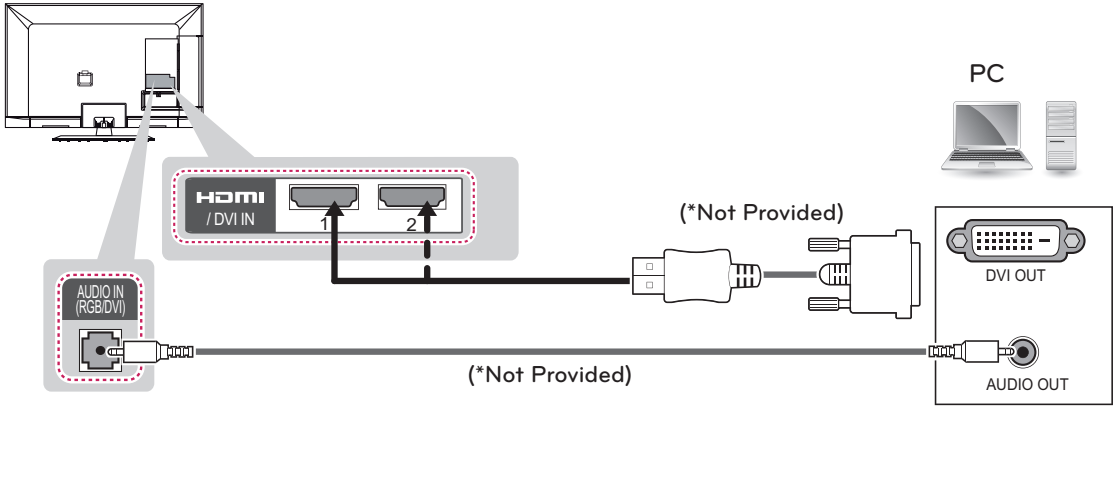 PC
HDMI
/ DVI IN
1
2
(*Not Provided)
DVI OUT
AUDIO IN
(RGB/DVI)
(*Not Provided)
AUDIO OUT